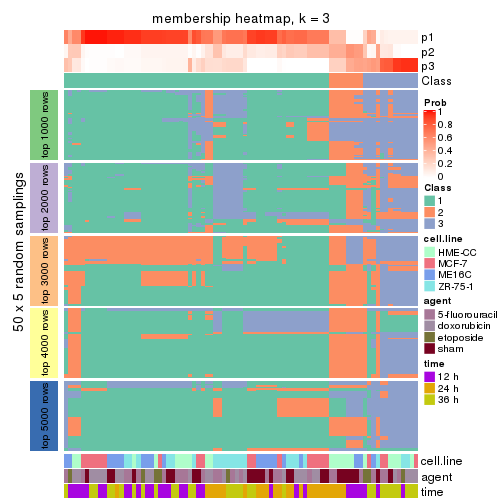 membership heatmap, k = 3
p1
p2
p3
Class
50 x 5 random samplings
top 1000 rows
top 2000 rows
top 3000 rows
top 4000 rows
top 5000 rows
cell.line
agent
time
Prob
1
0.8
0.6
0.4
0.2
0
Class
1
2
3
cell.line
HME-CC
MCF-7
ME16C
ZR-75-1
agent
5-fluorouracil
doxorubicin
etoposide
sham
time
12 h
24 h
36 h